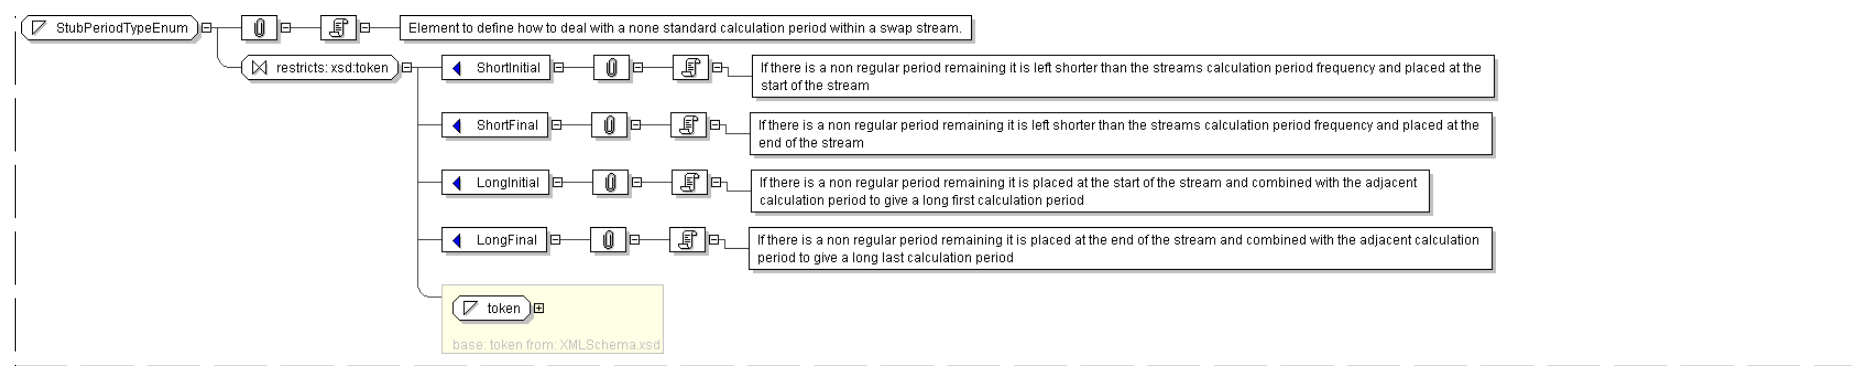 StubPeriodTypeEnum
Element to define how to deal with a none standard calculation period within a swap stream.
restricts: xsd:token
ShortInitial
If there is a non regular period remaining it is left shorter than the streams calculation period frequency and placed at the
start of the stream
ShortFinal
If there is a non regular period remaining it is left shorter than the streams calculation period frequency and placed at the
end of the stream
LongInitial
If there is a non regular period remaining it is placed at the start of the stream and combined with the adjacent
calculation period to give a long first calculation period
LongFinal
If there is a non regular period remaining it is placed at the end of the stream and combined with the adjacent calculation
period to give a long last calculation period
token
base: token from: XMLSchema.xsd